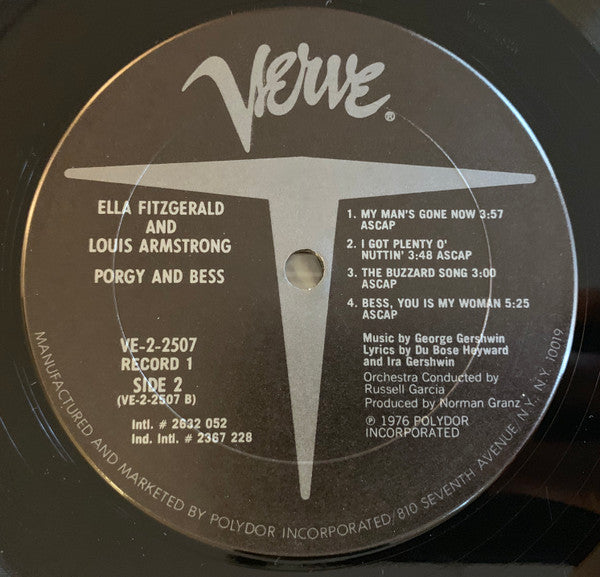 Verve®
ELLA FITZGERALD
AND
LOUIS ARMSTRONG
PORGY AND BESS
VE-2-2507
RECORD 1
SIDE 2
(VE-2-2507 B)
Intl. # 2632 052
Ind. Intl. # 2367 228
1. MY MAN'S GONE NOW 3:57
ASCAP
2. I GOT PLENTY O'
NUTTIN' 3:48 ASCAP
3. THE BUZZARD SONG 3:00
ASCAP
4. BESS, YOU IS MY WOMAN 5:25
ASCAP
Music by George Gershwin
Lyrics by Du Bose Heyward
and Ira Gershwin
Orchestra Conducted by
Russell Garcia
Produced by Norman Granz
℗ 1976 POLYDOR
INCORPORATED
MANUFACTURED AND MARKETED BY POLYDOR INCORPORATED/810 SEVENTH AVENUE, N.Y. N.Y. 10019